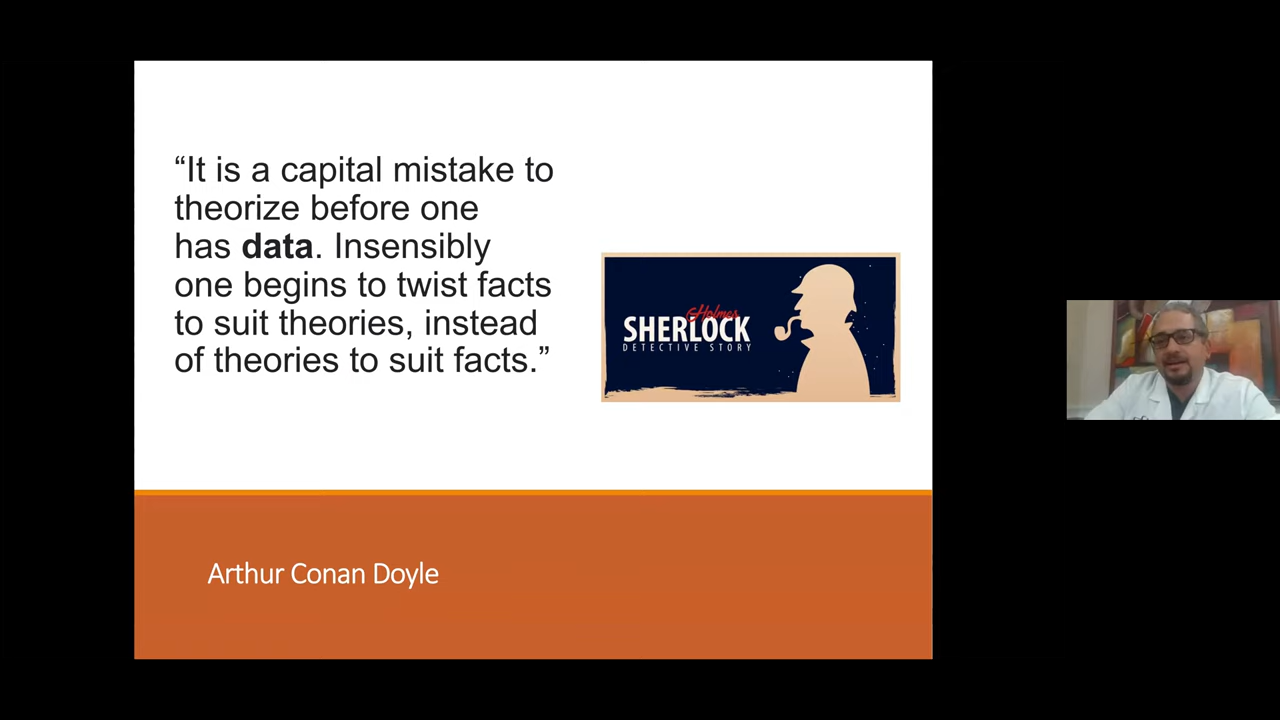 “It is a capital mistake to
theorize before one
has data. Insensibly
one begins to twist facts
to suit theories, instead
of theories to suit facts.”
Holmes
SHERLOCK
DETECTIVE STORY
Arthur Conan Doyle